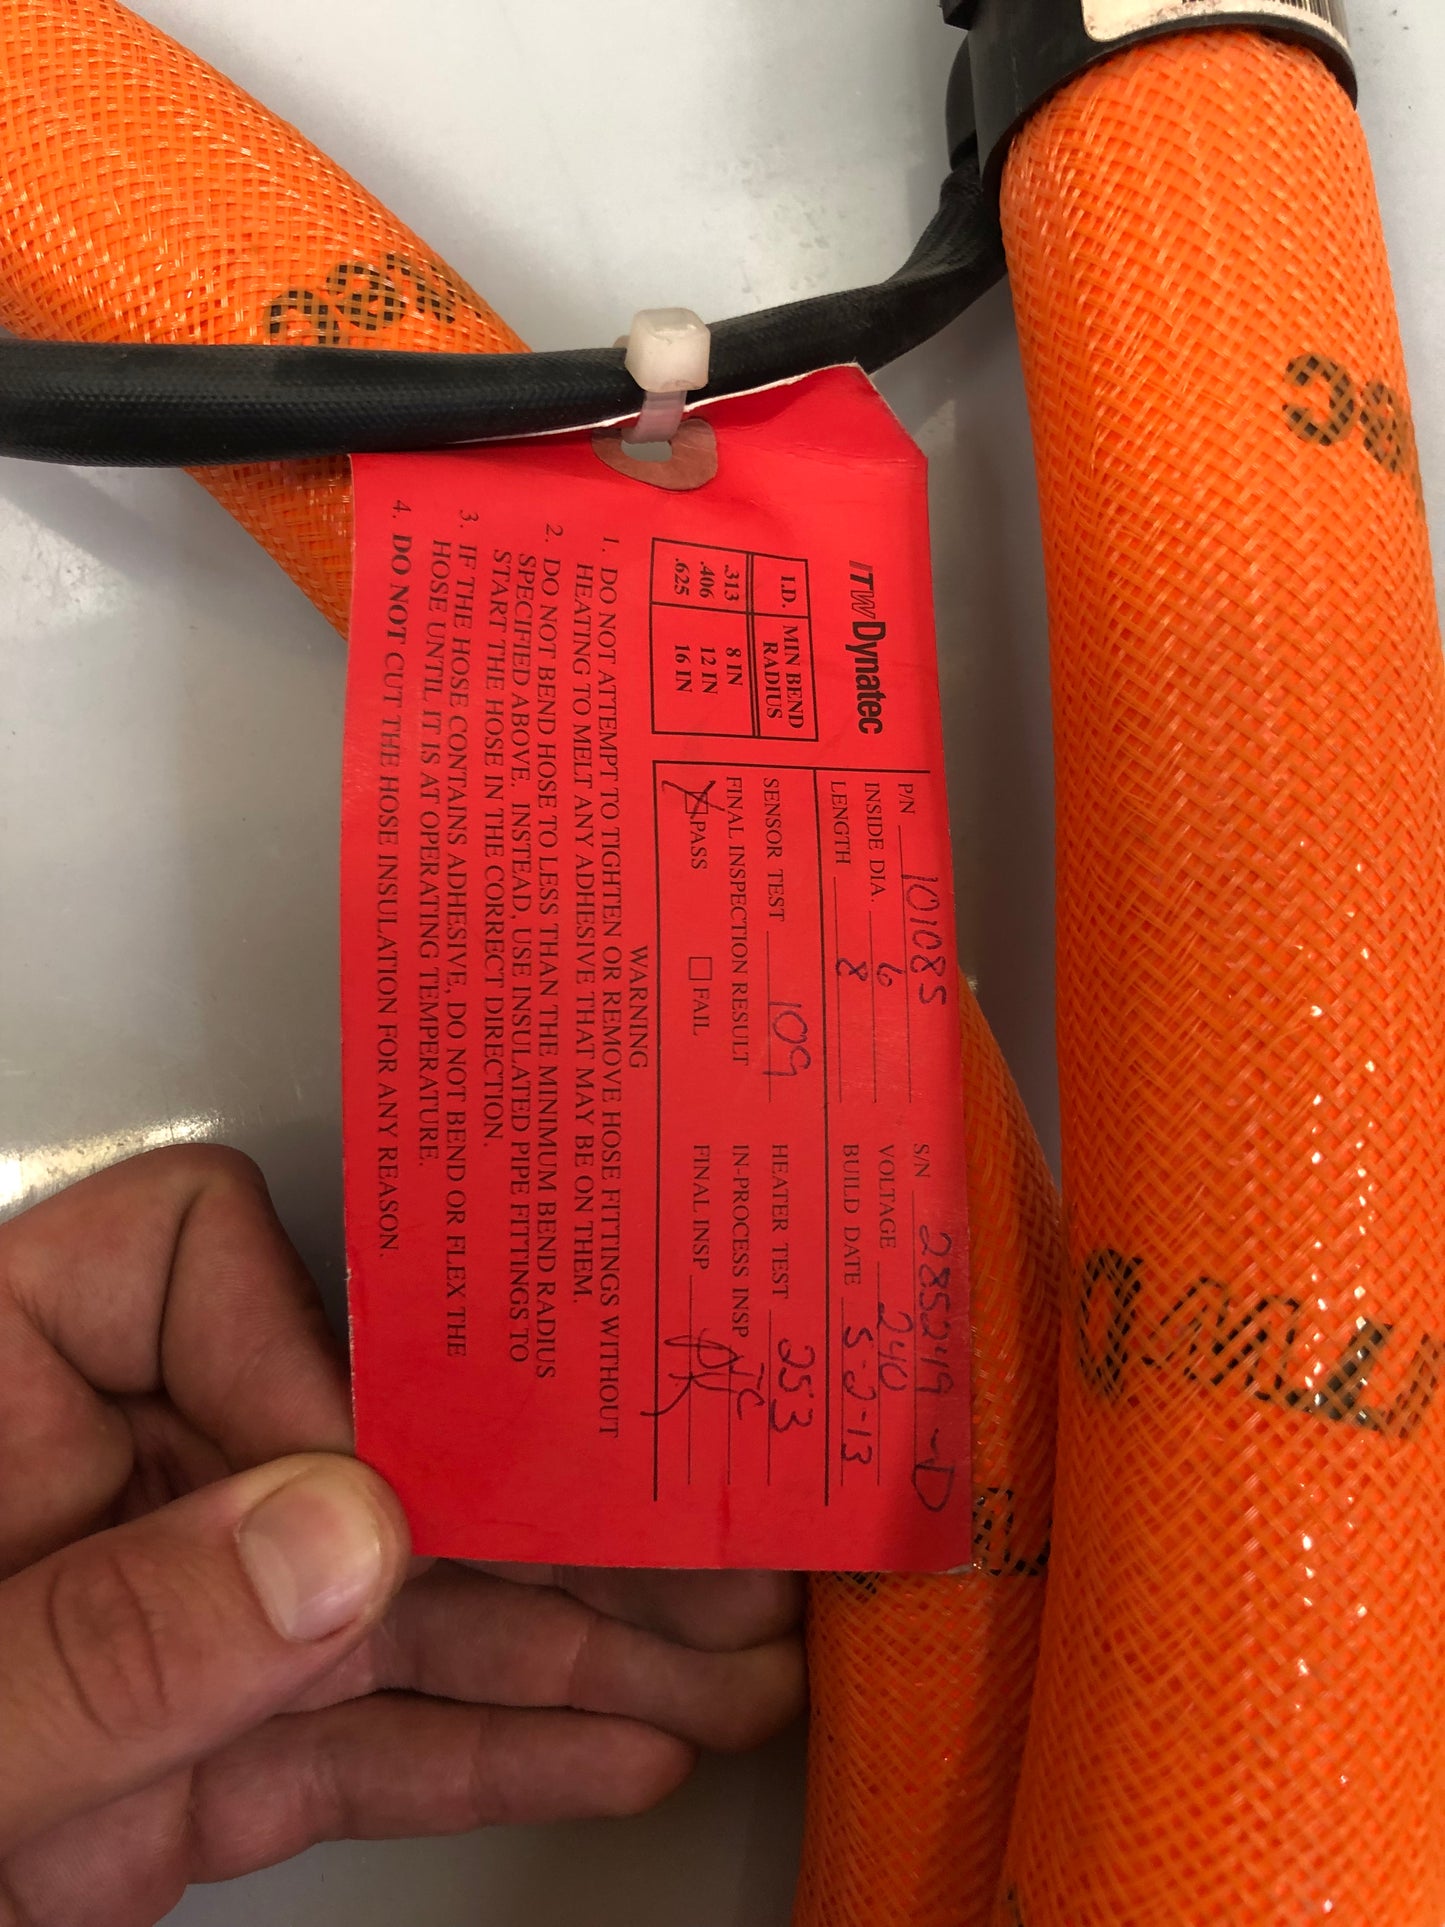 ITWDynatec
I.D. MIN BEND RADIUS
.313 8 IN
.406 12 IN
.625 16 IN
P/N 101085
INSIDE DIA. 6
LENGTH 8
S/N 285249-D
VOLTAGE 240
BUILD DATE 5-2-13
SENSOR TEST 109
HEATER TEST 253
FINAL INSPECTION RESULT
IN-PROCESS INSP TC
☒ PASS ☐ FAIL
FINAL INSP
WARNING
1. DO NOT ATTEMPT TO TIGHTEN OR REMOVE HOSE FITTINGS WITHOUT
HEATING TO MELT ANY ADHESIVE THAT MAY BE ON THEM.
2. DO NOT BEND HOSE TO LESS THAN THE MINIMUM BEND RADIUS
SPECIFIED ABOVE. INSTEAD, USE INSULATED PIPE FITTINGS TO
START THE HOSE IN THE CORRECT DIRECTION.
3. IF THE HOSE CONTAINS ADHESIVE, DO NOT BEND OR FLEX THE
HOSE UNTIL IT IS AT OPERATING TEMPERATURE.
4. DO NOT CUT THE HOSE INSULATION FOR ANY REASON.
ITW D